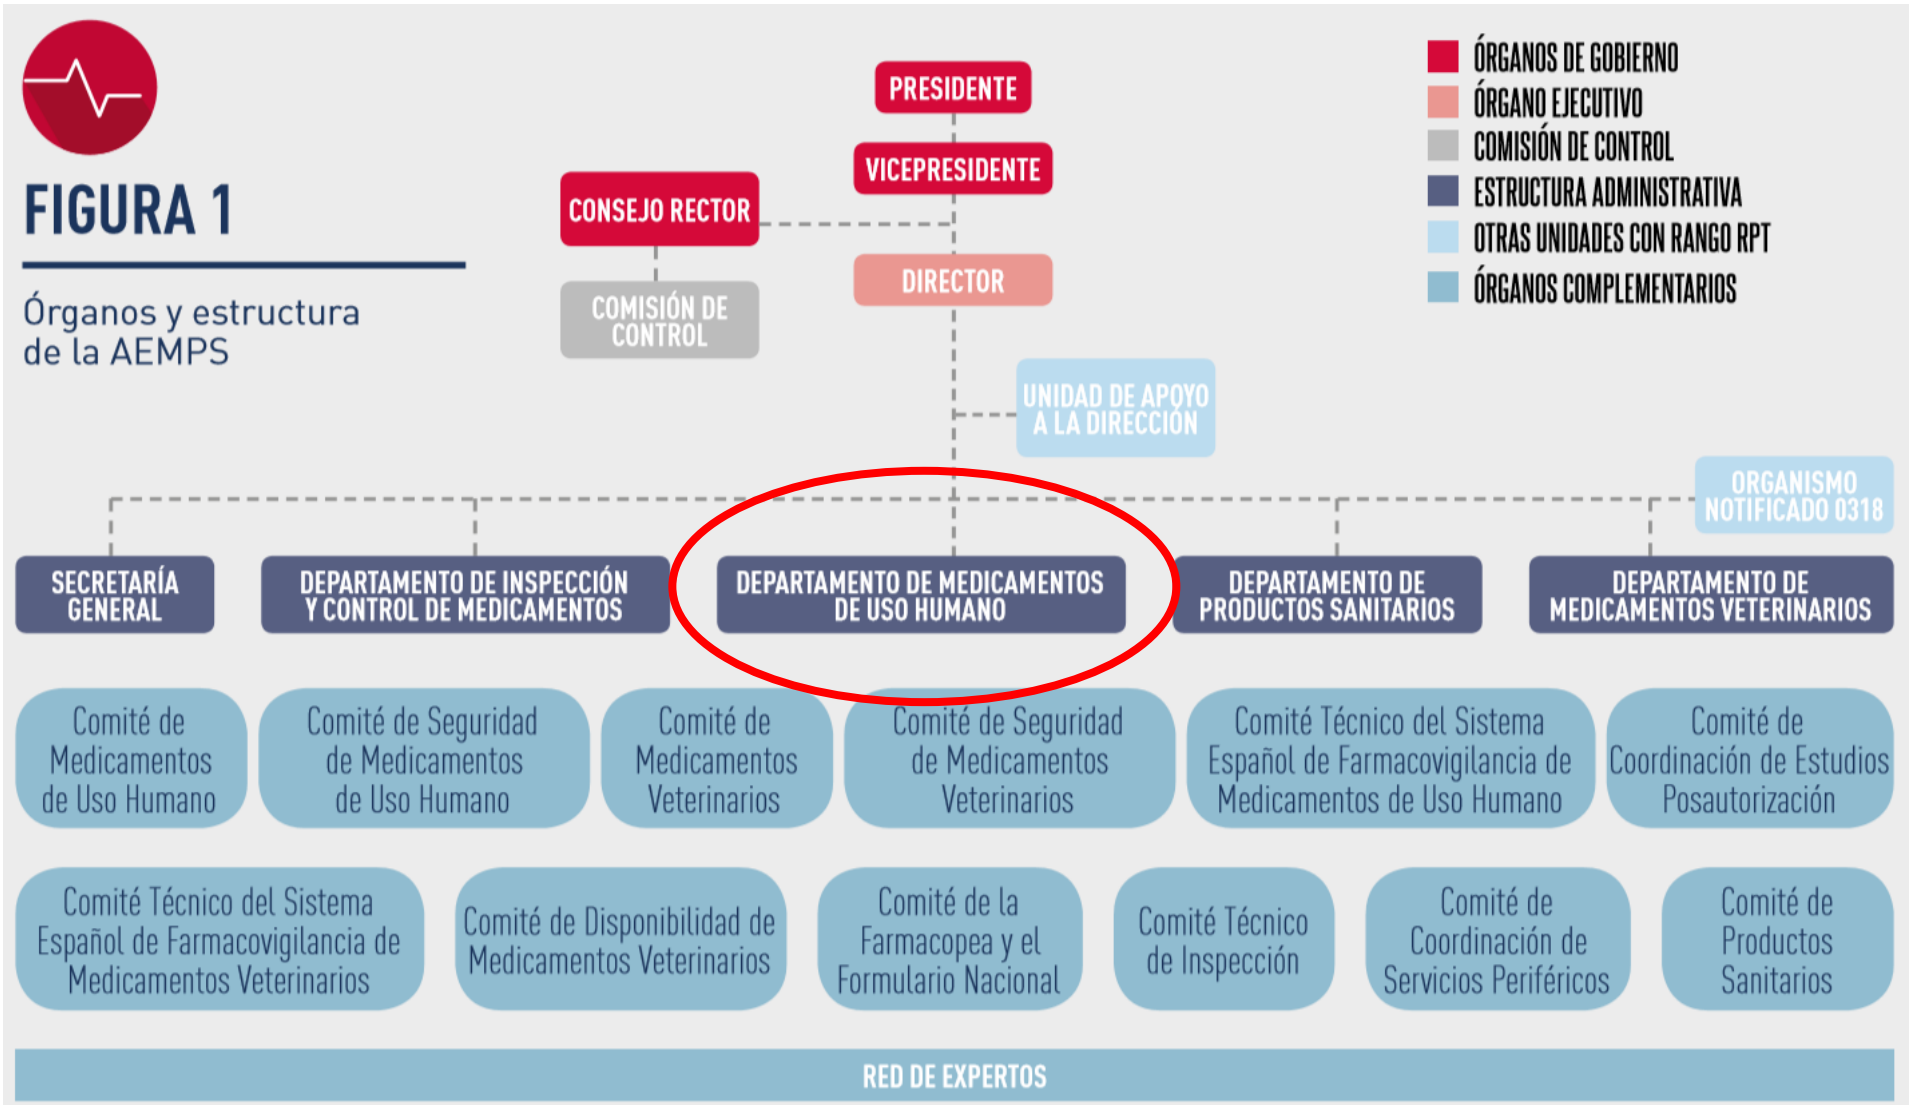 FIGURA 1
Órganos y estructura
de la AEMPS
PRESIDENTE
VICEPRESIDENTE
CONSEJO RECTOR
DIRECTOR
COMISIÓN DE
CONTROL
UNIDAD DE APOYO
A LA DIRECCIÓN
ÓRGANOS DE GOBIERNO
ÓRGANO EJECUTIVO
COMISIÓN DE CONTROL
ESTRUCTURA ADMINISTRATIVA
OTRAS UNIDADES CON RANGO RPT
ÓRGANOS COMPLEMENTARIOS
ORGANISMO
NOTIFICADO 0318
SECRETARÍA
GENERAL
DEPARTAMENTO DE INSPECCIÓN
Y CONTROL DE MEDICAMENTOS
DEPARTAMENTO DE MEDICAMENTOS
DE USO HUMANO
DEPARTAMENTO DE
PRODUCTOS SANITARIOS
DEPARTAMENTO DE
MEDICAMENTOS VETERINARIOS
Comité de
Medicamentos
de Uso Humano
Comité de Seguridad
de Medicamentos
de Uso Humano
Comité de
Medicamentos
Veterinarios
Comité de Seguridad
de Medicamentos
Veterinarios
Comité Técnico del Sistema
Español de Farmacovigilancia de
Medicamentos de Uso Humano
Comité de
Coordinación de Estudios
Posautorización
Comité Técnico del Sistema
Español de Farmacovigilancia de
Medicamentos Veterinarios
Comité de Disponibilidad de
Medicamentos Veterinarios
Comité de la
Farmacopea y el
Formulario Nacional
Comité Técnico
de Inspección
Comité de
Coordinación de
Servicios Periféricos
Comité de
Productos
Sanitarios
RED DE EXPERTOS